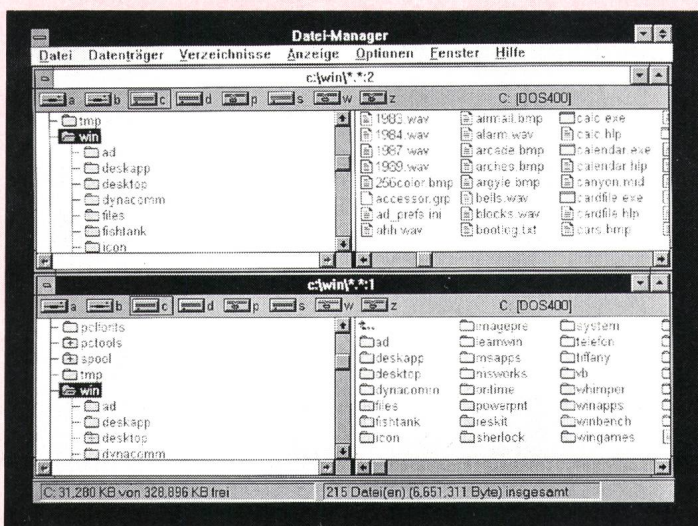 Datei-Manager
Datei Datenträger Verzeichnisse Anzeige Optionen Fenster Hilfe
c:\win\*.*:2
a b c d p s w z C: [DOS400]
tmp
win
ad
deskapp
desktop
dynacomm
files
fishtank
icon
1983.wav airmail.bmp calc.exe
1984.wav alarm.wav calc.hlp
1987.wav arcade.bmp calendar.exe
1989.wav arches.bmp calendar.hlp
256color.bmp argyle.bmp canyon.mid
accessor.grp bells.wav cardfile.exe
ad_prefs.ini blocks.wav cardfile.hlp
ahh.wav bootlog.txt cars.bmp
c:\win\*.*:1
a b c d p s w z C: [DOS400]
pcfonts
pctools
spool
tmp
win
ad
deskapp
desktop
dynacomm
imagepre system
ad learnwin telefon
deskapp msapps tiffany
desktop msworks vb
dynacomm ontime whimper
files powerpnt winapps
fishtank reskit winbench
icon sherlock wingames
C: 31,280 KB von 328,896 KB frei 215 Datei(en) (6,651,311 Byte) insgesamt